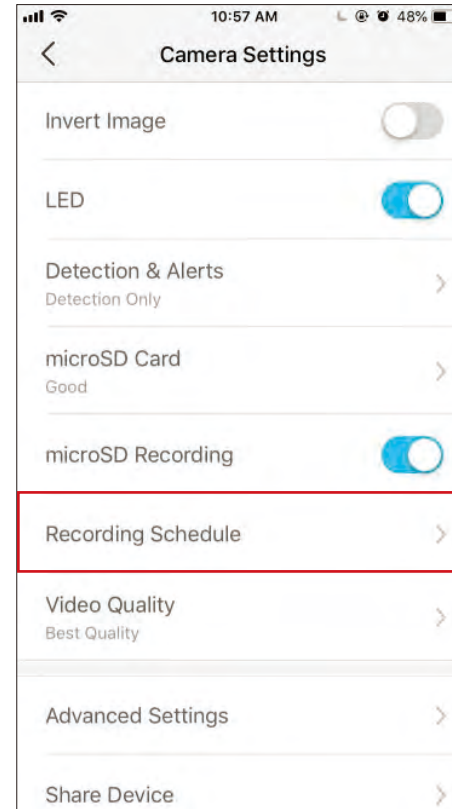 10:57 AM 48%
Camera Settings
Invert Image
LED
Detection & Alerts
Detection Only
microSD Card
Good
microSD Recording
Recording Schedule
Video Quality
Best Quality
Advanced Settings
Share Device